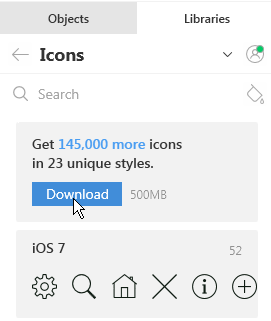 Objects Libraries
Icons
Search
Get 145,000 more icons
in 23 unique styles.
Download 500MB
iOS 7 52